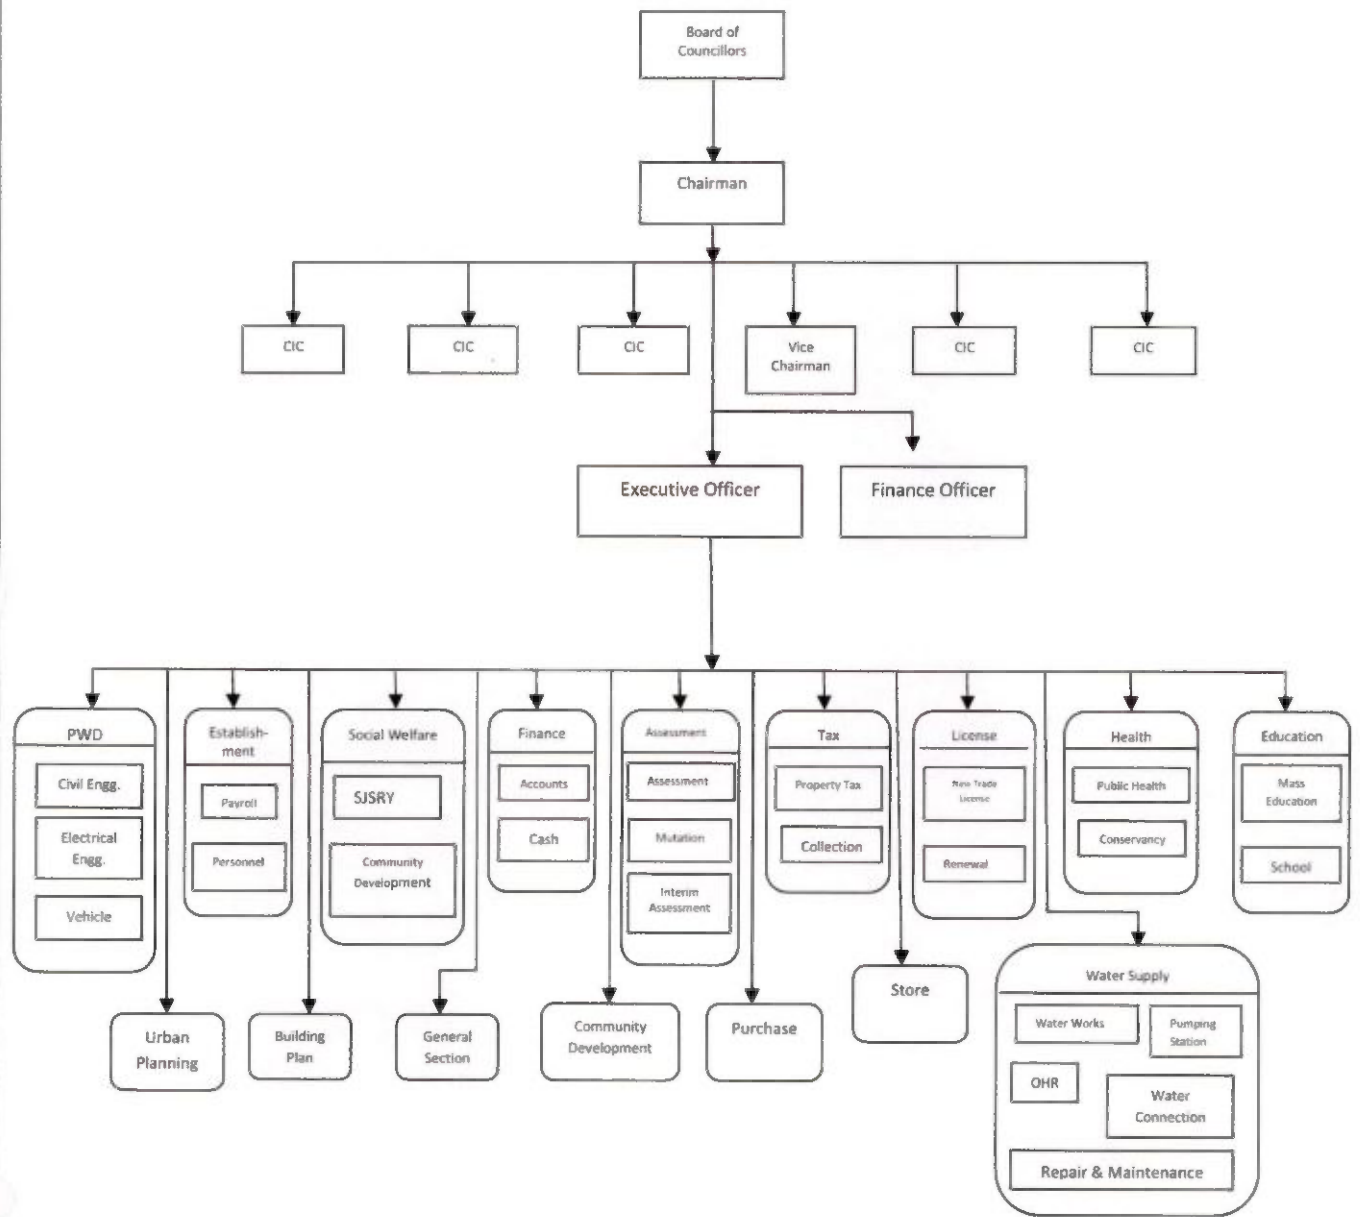 Board of
Councillors
Chairman
CIC
CIC
CIC
Vice
Chairman
CIC
CIC
Executive Officer
Finance Officer
PWD
Civil Engg.
Electrical
Engg.
Vehicle
Establish-
ment
Payroll
Personnel
Social Welfare
SJSRY
Community
Development
Finance
Accounts
Cash
Assessment
Assessment
Mutation
Interim
Assessment
Tax
Property Tax
Collection
License
New Trade
License
Renewal
Health
Public Health
Conservancy
Education
Mass
Education
School
Urban
Planning
Building
Plan
General
Section
Community
Development
Purchase
Store
Water Supply
Water Works
Pumping
Station
OHR
Water
Connection
Repair & Maintenance